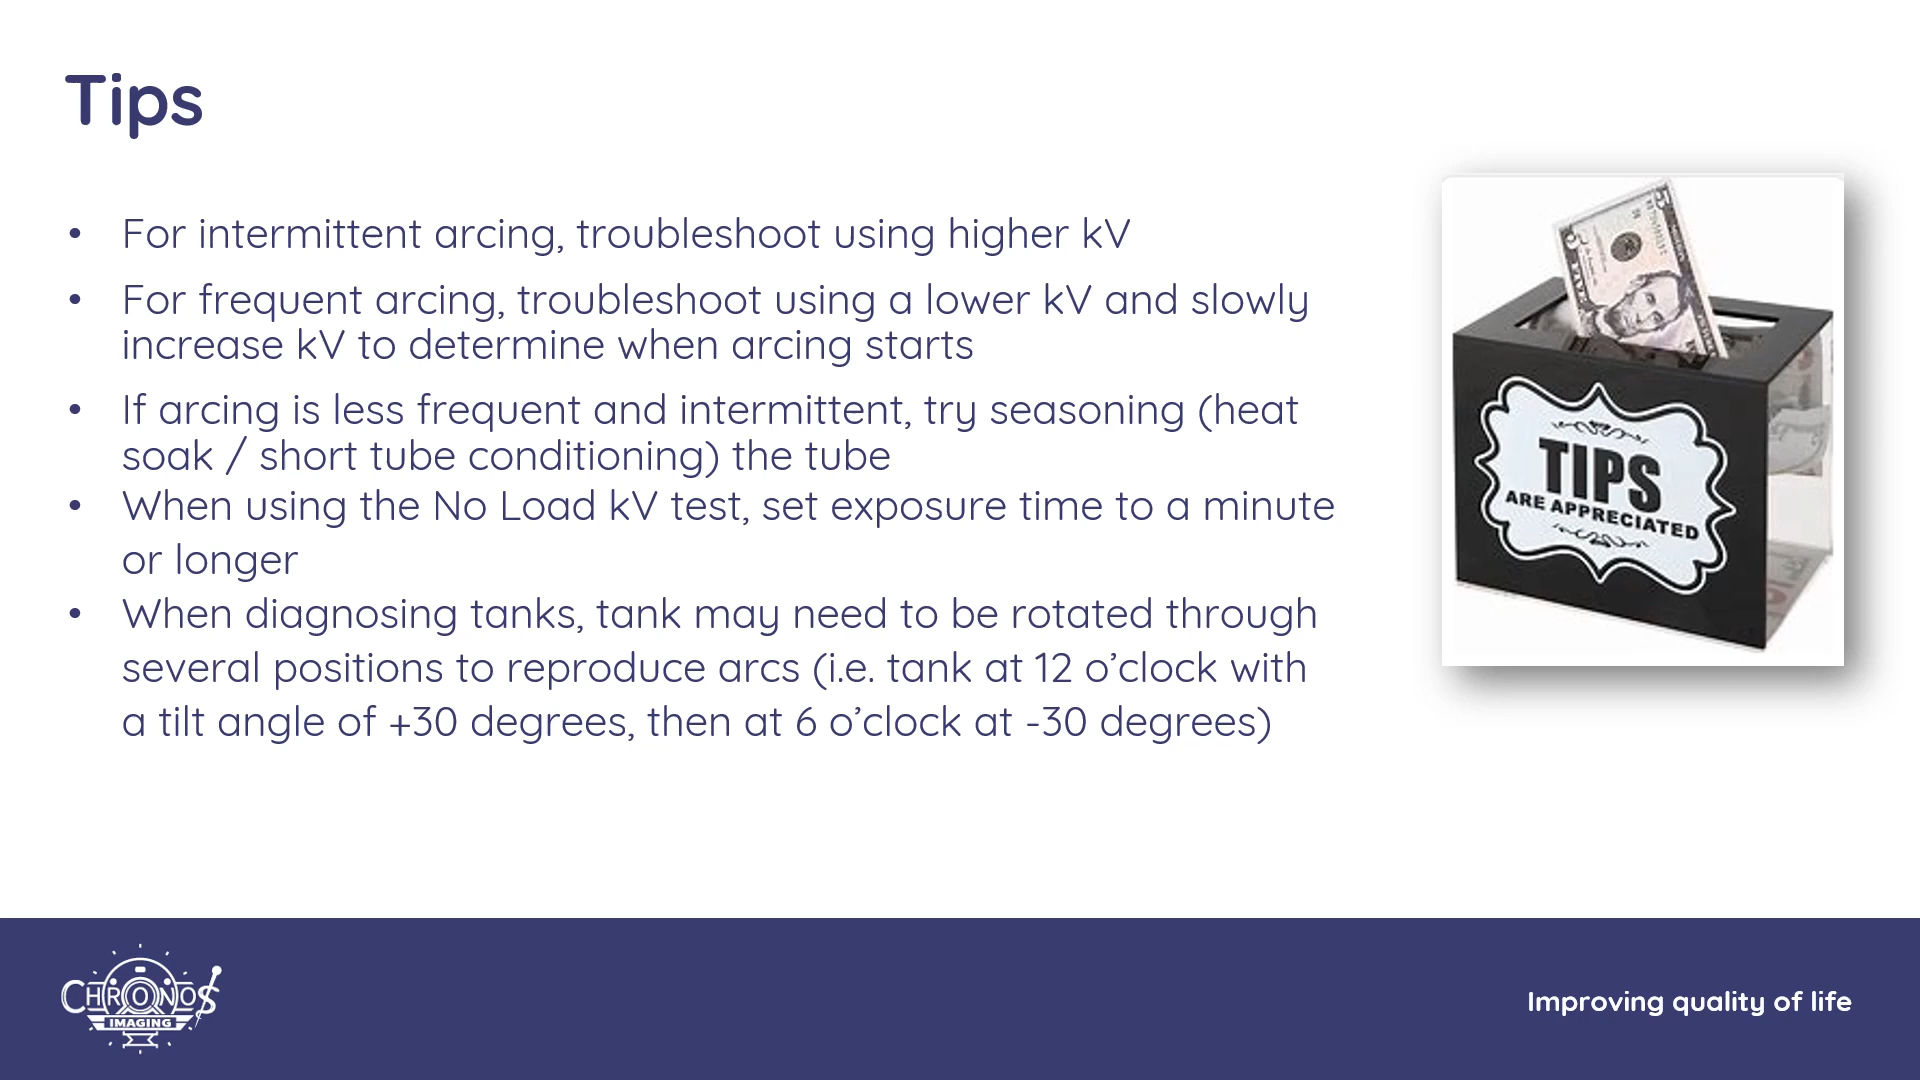 Tips
• For intermittent arcing, troubleshoot using higher kV
• For frequent arcing, troubleshoot using a lower kV and slowly
increase kV to determine when arcing starts
• If arcing is less frequent and intermittent, try seasoning (heat
soak / short tube conditioning) the tube
• When using the No Load kV test, set exposure time to a minute
or longer
• When diagnosing tanks, tank may need to be rotated through
several positions to reproduce arcs (i.e. tank at 12 o’clock with
a tilt angle of +30 degrees, then at 6 o’clock at -30 degrees)
TIPS
ARE APPRECIATED
CHRONOS
IMAGING
Improving quality of life